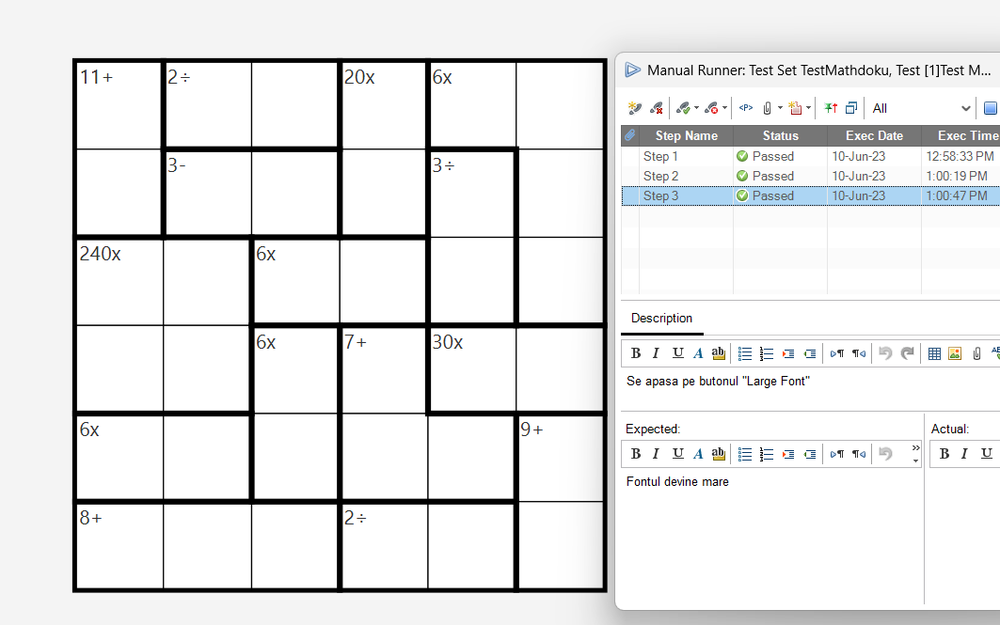 11+ 2÷ 20x 6x
3- 3÷
240x 6x
6x 7+ 30x
6x 9+
8+ 2÷
Manual Runner: Test Set TestMathdoku, Test [1]Test M...
<P> All
Step Name Status Exec Date Exec Time
Step 1 Passed 10-Jun-23 12:58:33 PM
Step 2 Passed 10-Jun-23 1:00:19 PM
Step 3 Passed 10-Jun-23 1:00:47 PM
Description
B I U A ab
Se apasa pe butonul "Large Font"
Expected: Actual:
B I U A ab B I U
Fontul devine mare